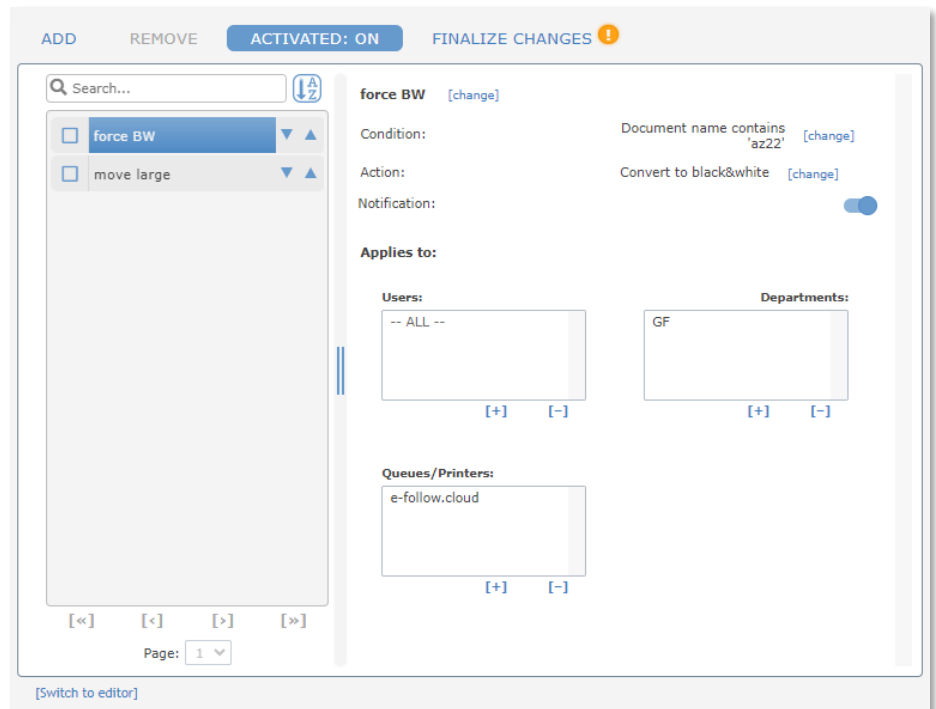 ADD REMOVE ACTIVATED: ON FINALIZE CHANGES !
Search...
A
Z
force BW
move large
[«] [‹] [›] [»]
Page: 1
force BW [change]
Condition: Document name contains
'az22' [change]
Action: Convert to black&white [change]
Notification:
Applies to:
Users: Departments:
-- ALL -- GF
[+] [−] [+] [−]
Queues/Printers:
e-follow.cloud
[+] [−]
[Switch to editor]